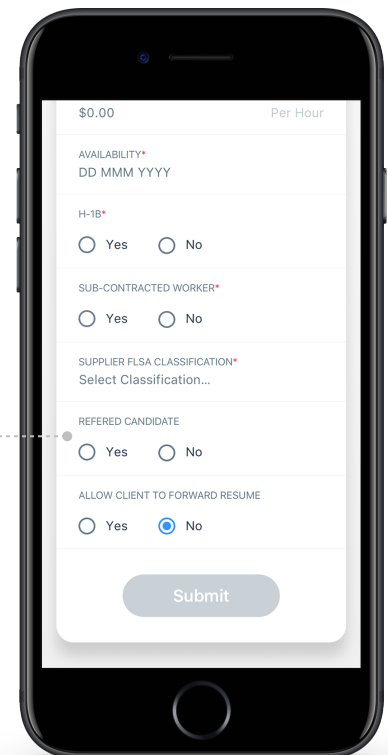 $0.00 Per Hour
AVAILABILITY*
DD MMM YYYY
H-1B*
Yes No
SUB-CONTRACTED WORKER*
Yes No
SUPPLIER FLSA CLASSIFICATION*
Select Classification...
REFERED CANDIDATE
Yes No
ALLOW CLIENT TO FORWARD RESUME
Yes No
Submit